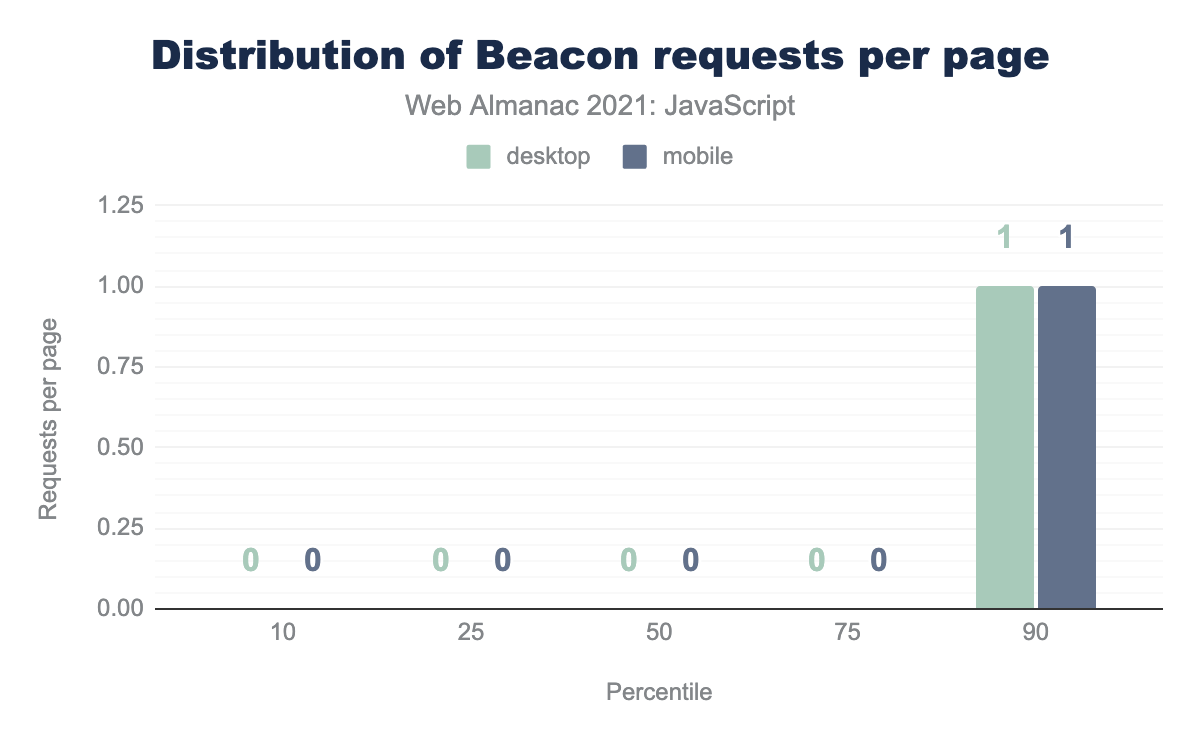 Distribution of Beacon requests per page
Web Almanac 2021: JavaScript
desktop mobile
Requests per page
1.25
1.00
0.75
0.50
0.25
0.00
0 0 0 0 0 0 0 0 1 1
10 25 50 75 90
Percentile